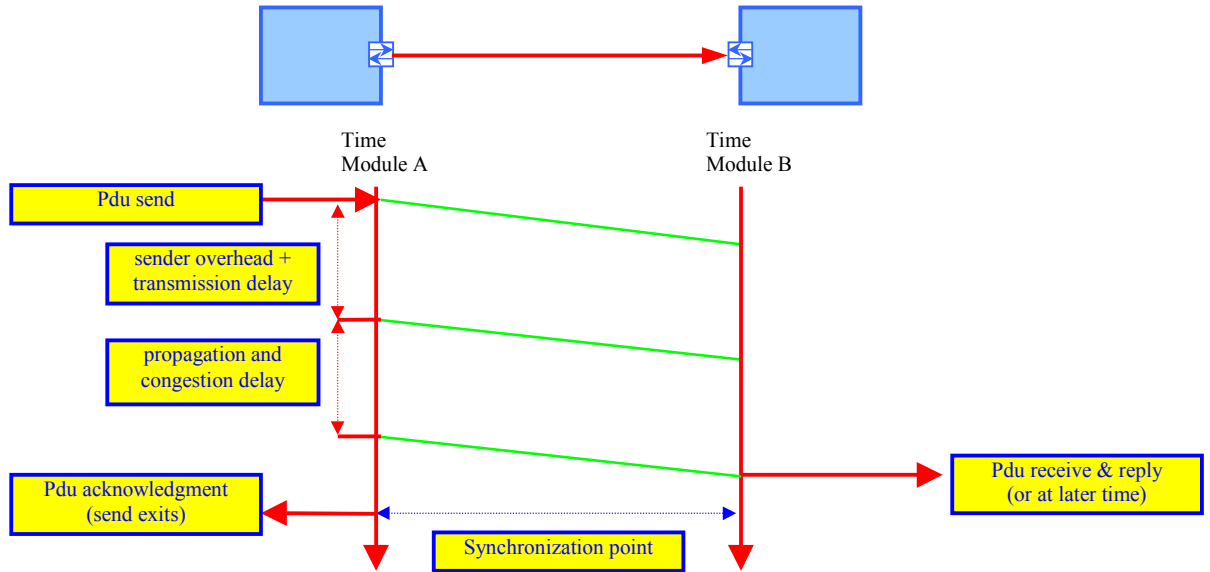 Time
Module A
Time
Module B
Pdu send
sender overhead +
transmission delay
propagation and
congestion delay
Pdu acknowledgment
(send exits)
Synchronization point
Pdu receive & reply
(or at later time)